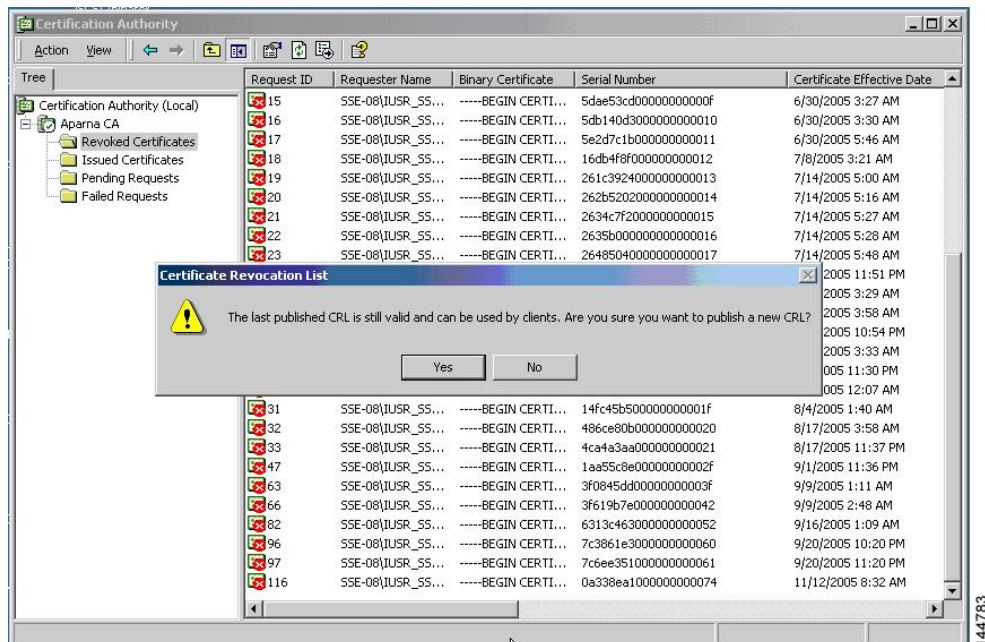 Certification Authority
Action View
Tree
Request ID Requester Name Binary Certificate Serial Number Certificate Effective Date
Certification Authority (Local)
Aparna CA
Revoked Certificates
Issued Certificates
Pending Requests
Failed Requests
15 SSE-08\IUSR_SS... -----BEGIN CERTI... 5dae53cd00000000000f 6/30/2005 3:27 AM
16 SSE-08\IUSR_SS... -----BEGIN CERTI... 5db140d3000000000010 6/30/2005 3:30 AM
17 SSE-08\IUSR_SS... -----BEGIN CERTI... 5e2d7c1b000000000011 6/30/2005 5:46 AM
18 SSE-08\IUSR_SS... -----BEGIN CERTI... 16db4f8f000000000012 7/8/2005 3:21 AM
19 SSE-08\IUSR_SS... -----BEGIN CERTI... 261c3924000000000013 7/14/2005 5:00 AM
20 SSE-08\IUSR_SS... -----BEGIN CERTI... 262b5202000000000014 7/14/2005 5:16 AM
21 SSE-08\IUSR_SS... -----BEGIN CERTI... 2634c7f2000000000015 7/14/2005 5:27 AM
22 SSE-08\IUSR_SS... -----BEGIN CERTI... 2635b000000000000016 7/14/2005 5:28 AM
23 SSE-08\IUSR_SS... -----BEGIN CERTI... 26485040000000000017 7/14/2005 5:48 AM
2005 11:51 PM
2005 3:29 AM
2005 3:58 AM
2005 10:54 PM
2005 3:33 AM
005 11:30 PM
005 12:07 AM
Certificate Revocation List
The last published CRL is still valid and can be used by clients. Are you sure you want to publish a new CRL?
Yes No
31 SSE-08\IUSR_SS... -----BEGIN CERTI... 14fc45b500000000001f 8/4/2005 1:40 AM
32 SSE-08\IUSR_SS... -----BEGIN CERTI... 486ce80b000000000020 8/17/2005 3:58 AM
33 SSE-08\IUSR_SS... -----BEGIN CERTI... 4ca4a3aa000000000021 8/17/2005 11:37 PM
47 SSE-08\IUSR_SS... -----BEGIN CERTI... 1aa55c8e00000000002f 9/1/2005 11:36 PM
63 SSE-08\IUSR_SS... -----BEGIN CERTI... 3f0845dd00000000003f 9/9/2005 1:11 AM
66 SSE-08\IUSR_SS... -----BEGIN CERTI... 3f619b7e000000000042 9/9/2005 2:48 AM
82 SSE-08\IUSR_SS... -----BEGIN CERTI... 6313c463000000000052 9/16/2005 1:09 AM
96 SSE-08\IUSR_SS... -----BEGIN CERTI... 7c3861e3000000000060 9/20/2005 10:20 PM
97 SSE-08\IUSR_SS... -----BEGIN CERTI... 7c6ee351000000000061 9/20/2005 11:20 PM
116 SSE-08\IUSR_SS... -----BEGIN CERTI... 0a338ea1000000000074 11/12/2005 8:32 AM
144783